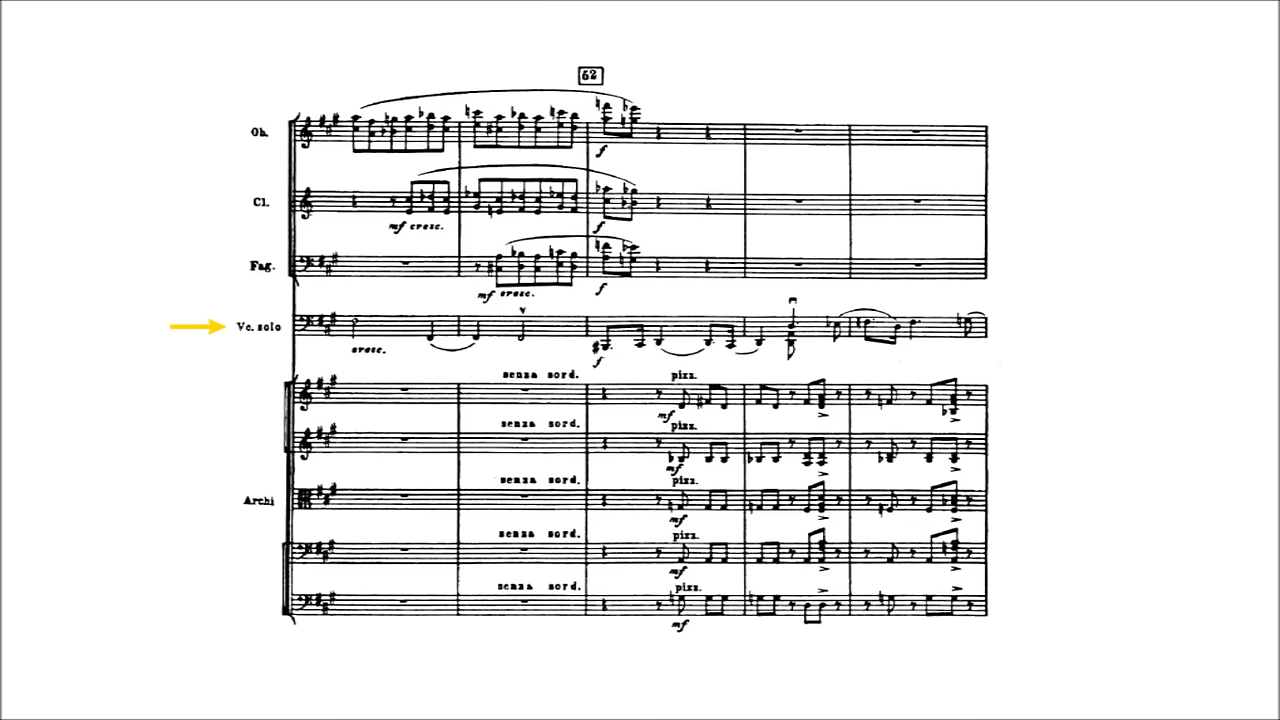 52
Ob.
f
Cl.
mf cresc.
f
Fag.
mf cresc.
f
Vc. solo
cresc.
f
senza sord.
pizz.
mf
senza sord.
pizz.
mf
Archi
senza sord.
pizz.
mf
senza sord.
pizz.
mf
senza sord.
pizz.
mf